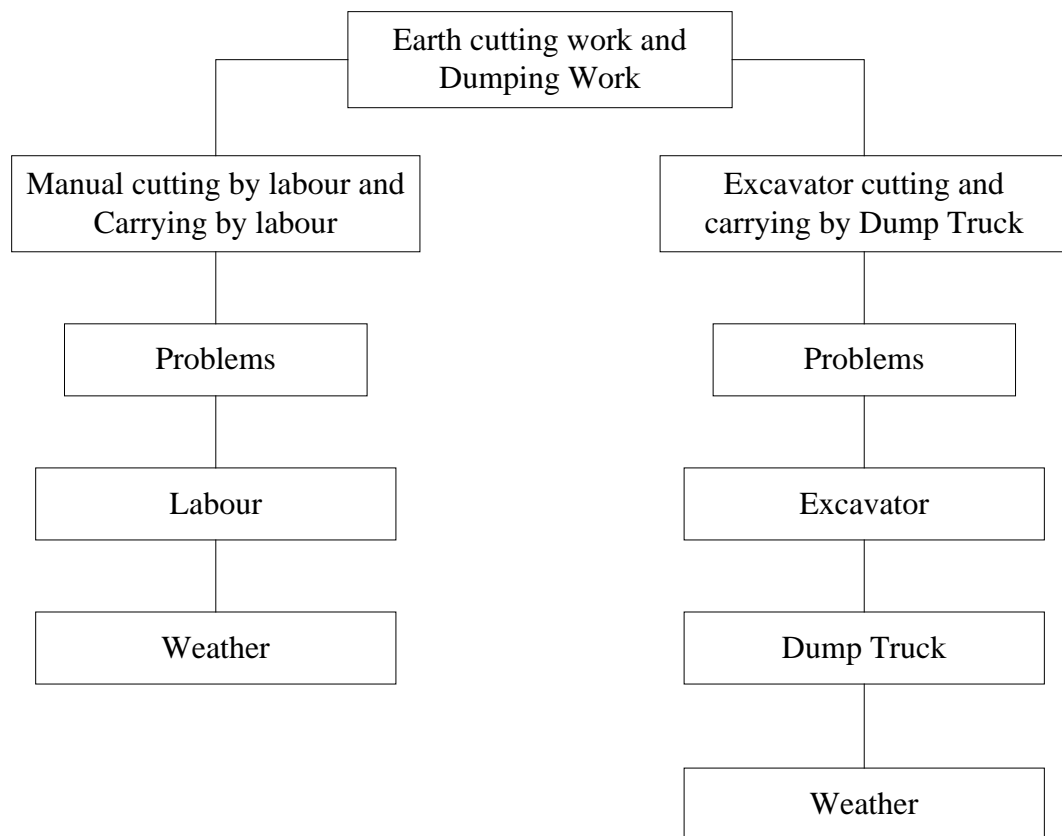 Earth cutting work and
Dumping Work
Manual cutting by labour and
Carrying by labour
Excavator cutting and
carrying by Dump Truck
Problems
Problems
Labour
Excavator
Weather
Dump Truck
Weather